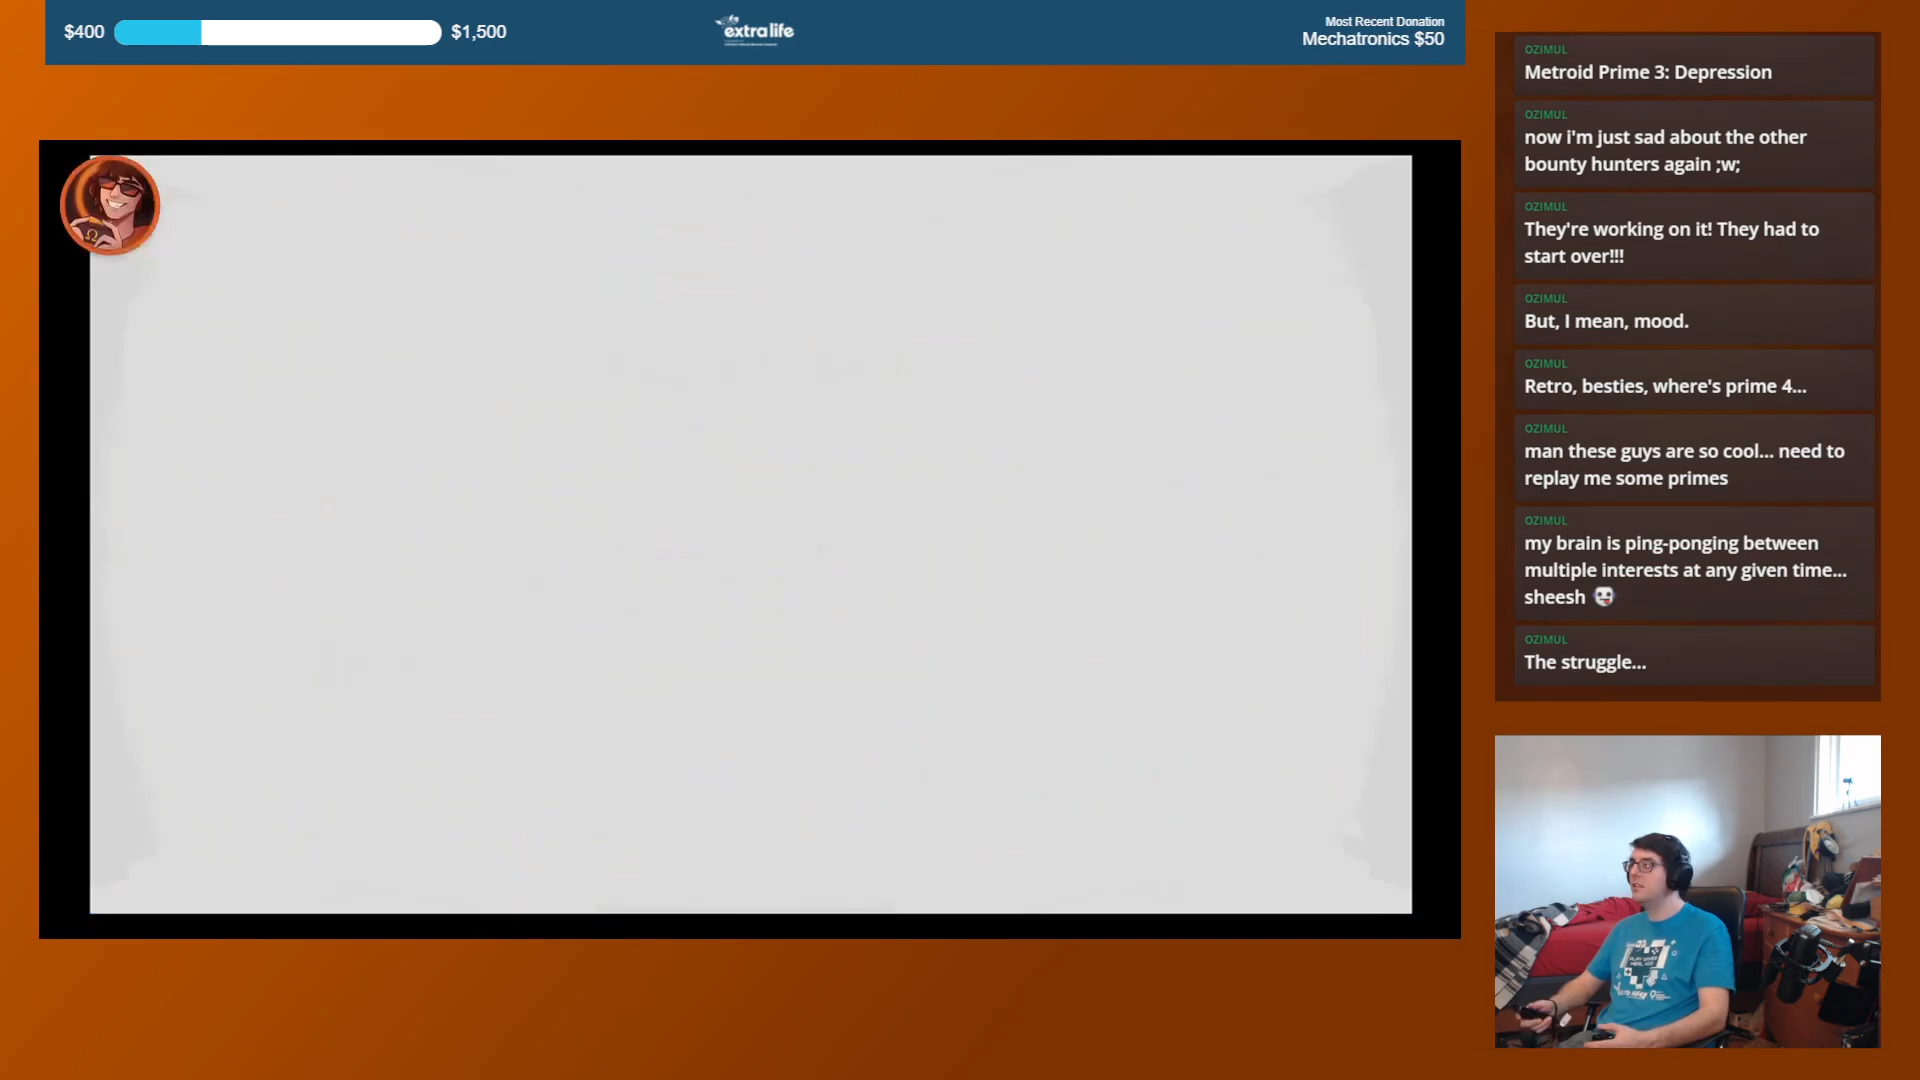 $400
$1,500
extralife
Most Recent Donation
Mechatronics $50
OZIMUL
Metroid Prime 3: Depression
OZIMUL
now i'm just sad about the other
bounty hunters again ;w;
OZIMUL
They're working on it! They had to
start over!!!
OZIMUL
But, I mean, mood.
OZIMUL
Retro, besties, where's prime 4...
OZIMUL
man these guys are so cool... need to
replay me some primes
OZIMUL
my brain is ping-ponging between
multiple interests at any given time...
sheesh
OZIMUL
The struggle...
Ω